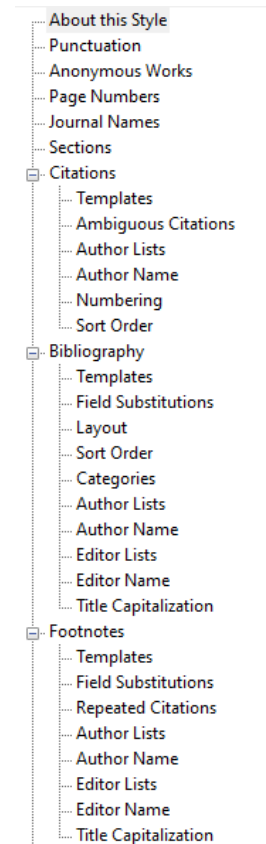 About this Style
Punctuation
Anonymous Works
Page Numbers
Journal Names
Sections
Citations
Templates
Ambiguous Citations
Author Lists
Author Name
Numbering
Sort Order
Bibliography
Templates
Field Substitutions
Layout
Sort Order
Categories
Author Lists
Author Name
Editor Lists
Editor Name
Title Capitalization
Footnotes
Templates
Field Substitutions
Repeated Citations
Author Lists
Author Name
Editor Lists
Editor Name
Title Capitalization